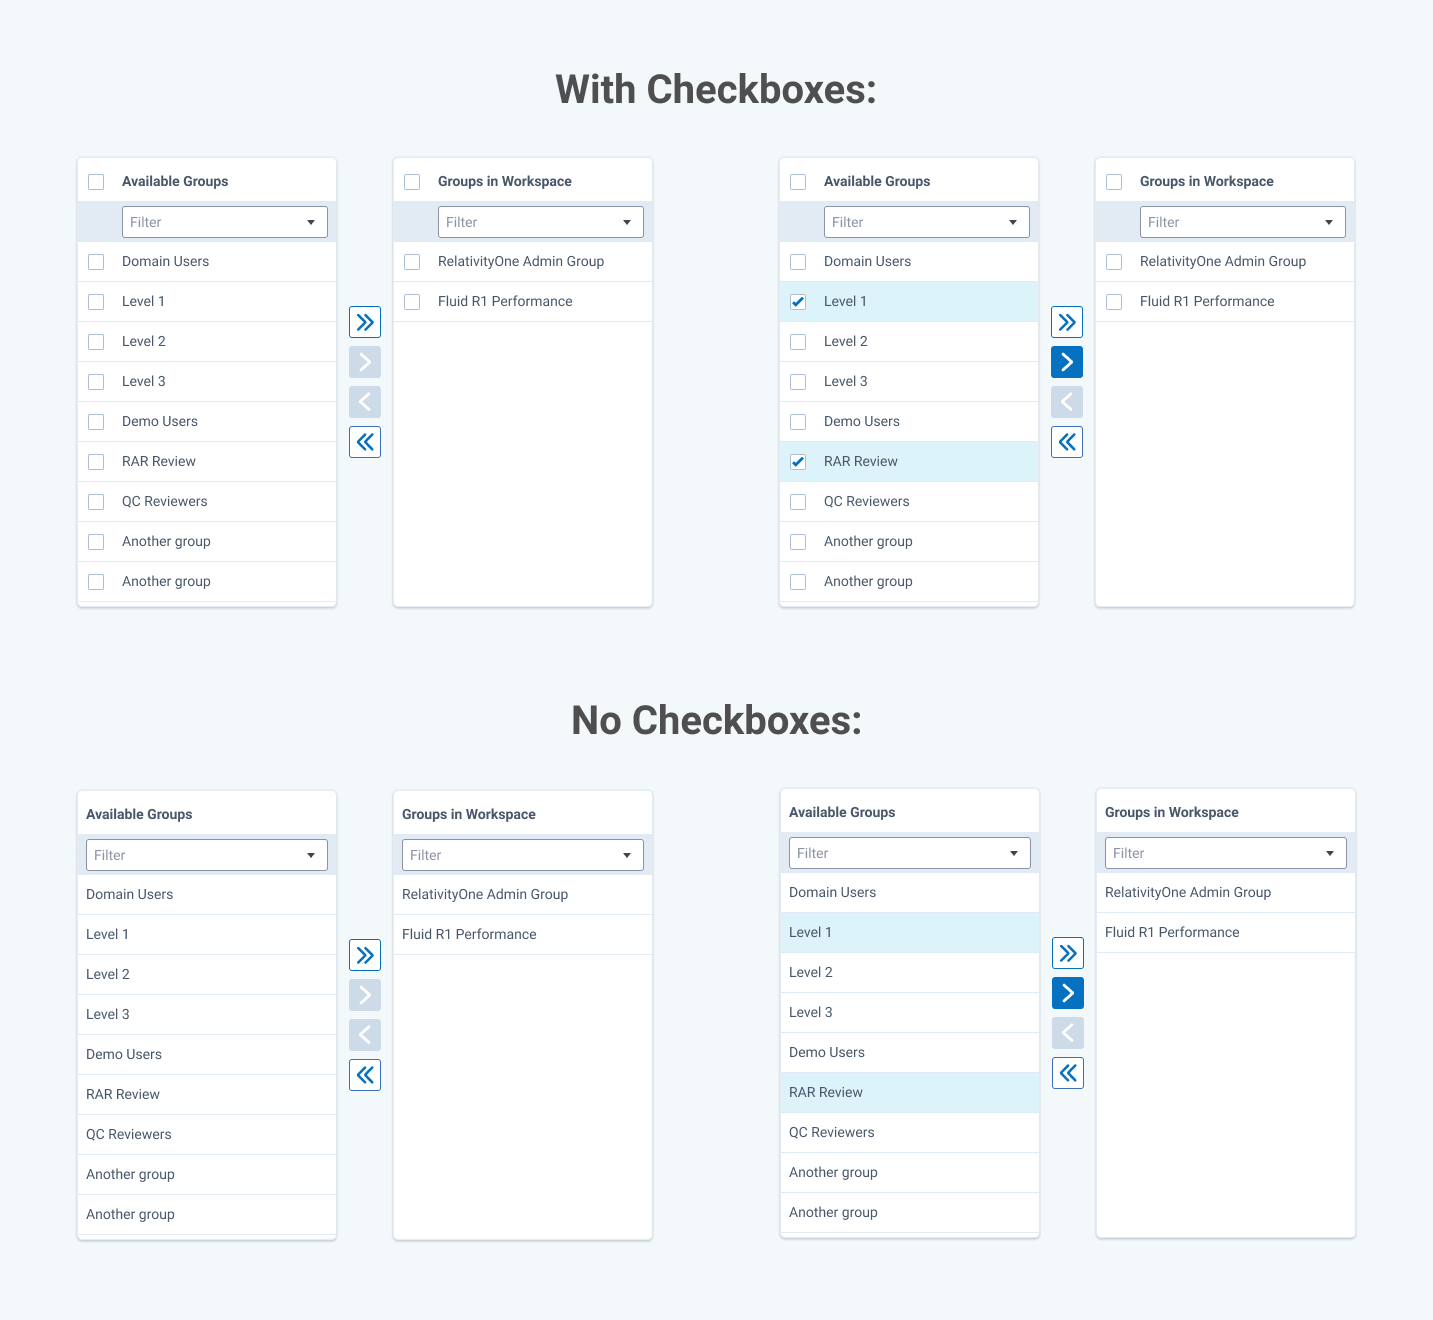 With Checkboxes:
Available Groups
Filter
Domain Users
Level 1
Level 2
Level 3
Demo Users
RAR Review
QC Reviewers
Another group
Another group
Groups in Workspace
Filter
RelativityOne Admin Group
Fluid R1 Performance
Available Groups
Filter
Domain Users
Level 1
Level 2
Level 3
Demo Users
RAR Review
QC Reviewers
Another group
Another group
Groups in Workspace
Filter
RelativityOne Admin Group
Fluid R1 Performance
No Checkboxes:
Available Groups
Filter
Domain Users
Level 1
Level 2
Level 3
Demo Users
RAR Review
QC Reviewers
Another group
Another group
Groups in Workspace
Filter
RelativityOne Admin Group
Fluid R1 Performance
Available Groups
Filter
Domain Users
Level 1
Level 2
Level 3
Demo Users
RAR Review
QC Reviewers
Another group
Another group
Groups in Workspace
Filter
RelativityOne Admin Group
Fluid R1 Performance